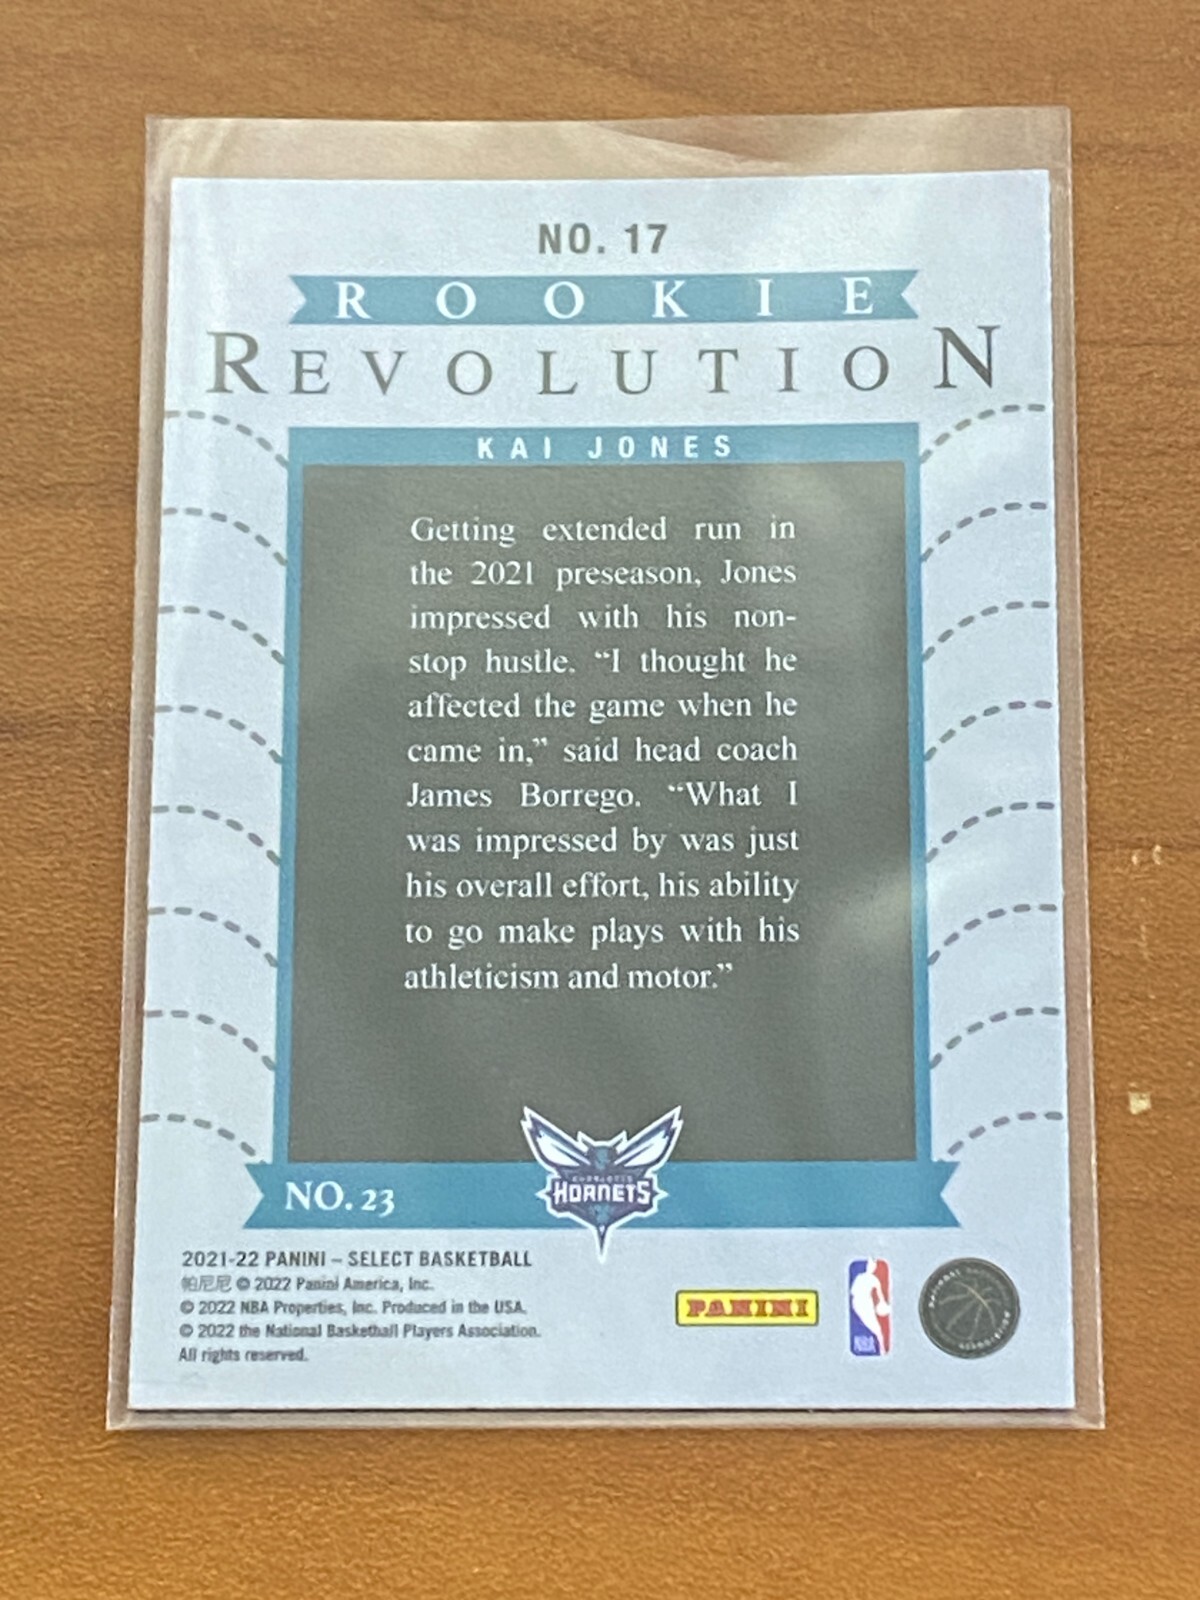 NO. 17
ROOKIE
REVOLUTION
KAI JONES
Getting extended run in
the 2021 preseason, Jones
impressed with his non-
stop hustle. “I thought he
affected the game when he
came in,” said head coach
James Borrego. “What I
was impressed by was just
his overall effort, his ability
to go make plays with his
athleticism and motor.”
NO. 23
CHARLOTTE
HORNETS
2021-22 PANINI – SELECT BASKETBALL
帕尼尼 © 2022 Panini America, Inc.
© 2022 NBA Properties, Inc. Produced in the USA.
© 2022 the National Basketball Players Association.
All rights reserved.
PANINI
NBA